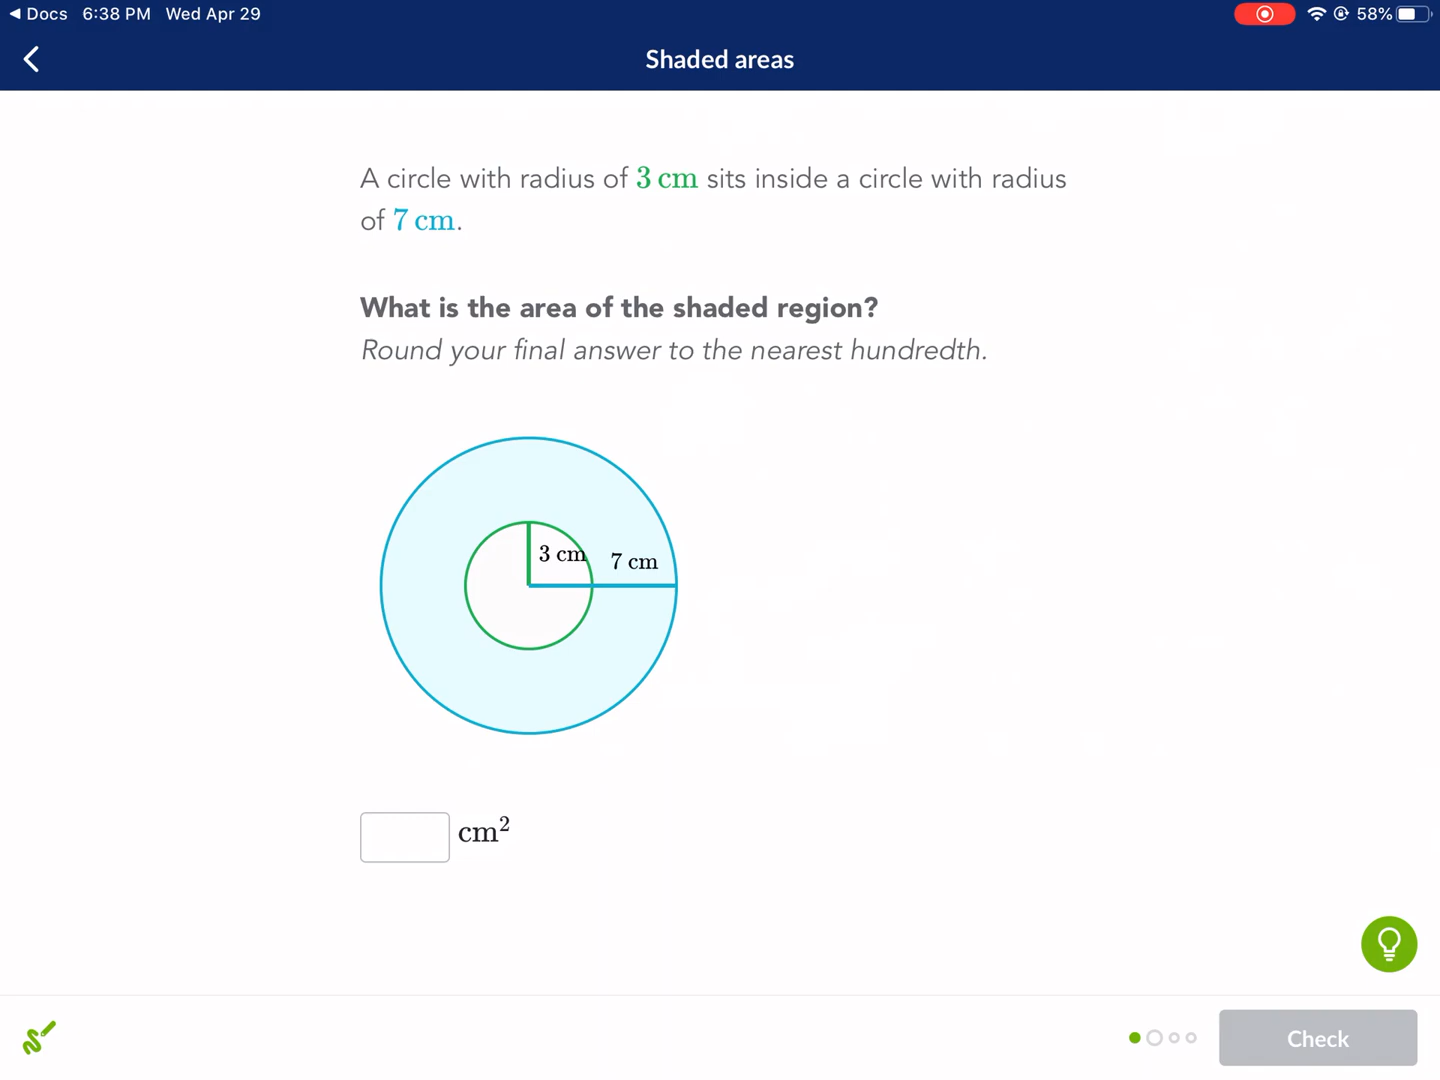 ◀ Docs 6:38 PM Wed Apr 29 58%
Shaded areas
A circle with radius of 3 cm sits inside a circle with radius
of 7 cm.
What is the area of the shaded region?
Round your final answer to the nearest hundredth.
3 cm 7 cm
cm²
Check